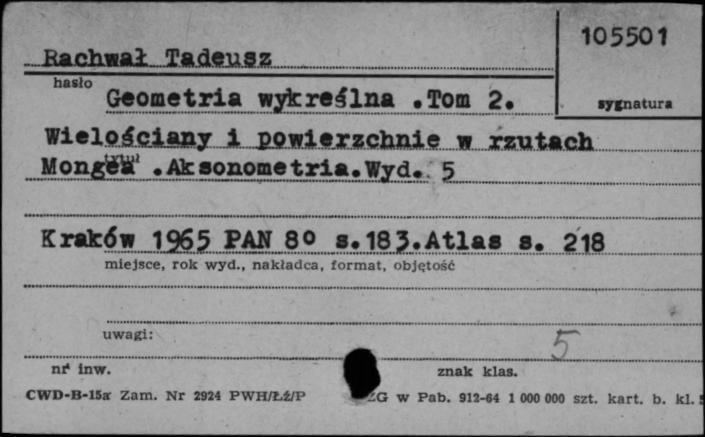 105501
Rachwał Tadeusz
hasło
Geometria wykreślna .Tom 2.
sygnatura
Wielościany i powierzchnie w rzutach
tytuł
Mongea .Aksonometria.Wyd. 5
Kraków 1965 PAN 8o s.183.Atlas s. 218
miejsce, rok wyd., nakładca, format, objętość
uwagi:
5
nr inw.
znak klas.
CWD-B-15a Zam. Nr 2924 PWH/Łź/P ZG w Pab. 912-64 1 000 000 szt. kart. b. kl.